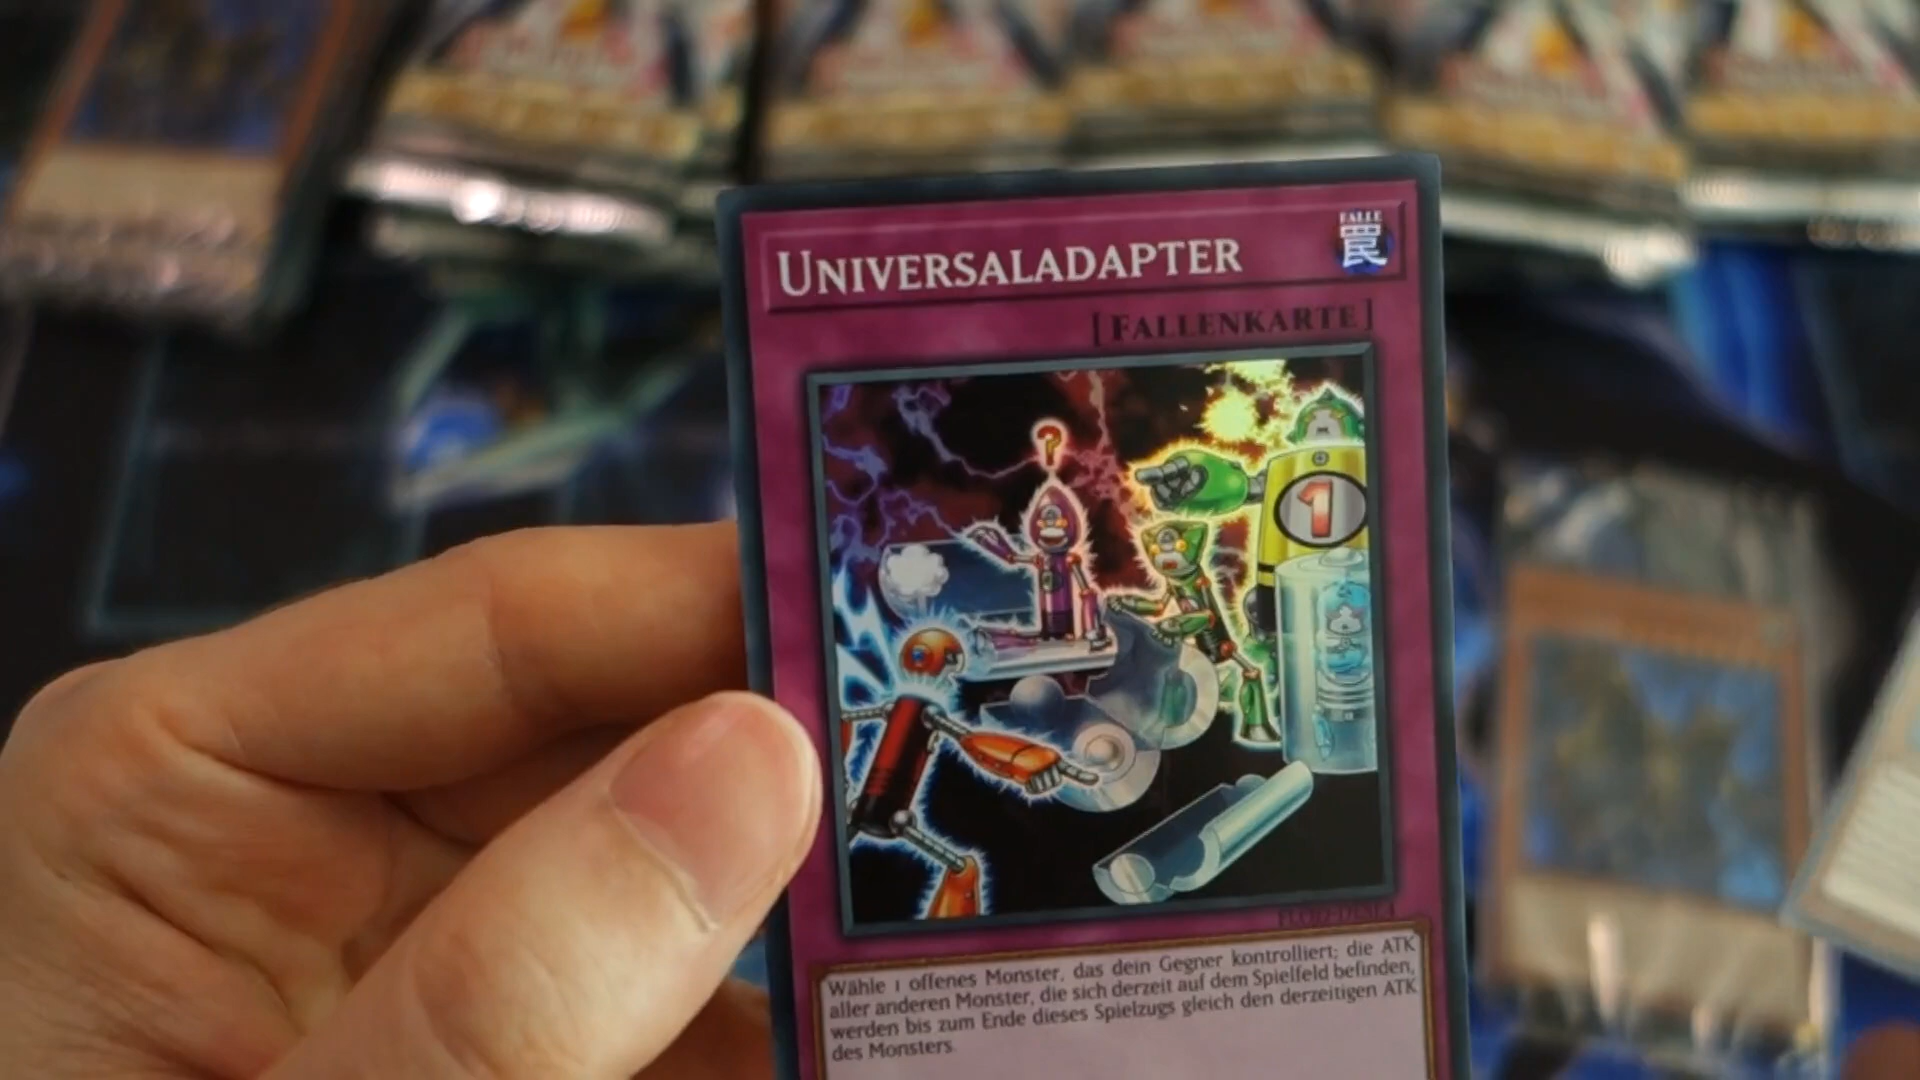 UNIVERSALADAPTER
FALLE
罠
[FALLENKARTE]
1
Wähle 1 offenes Monster, das dein Gegner kontrolliert; die ATK
aller anderen Monster, die sich derzeit auf dem Spielfeld befinden,
werden bis zum Ende dieses Spielzugs gleich den derzeitigen ATK
des Monsters.